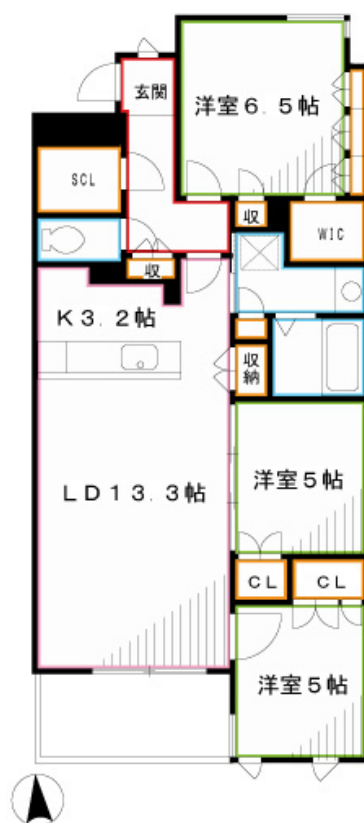 玄関
洋室6.5帖
SCL
収
WIC
収
K3.2帖
収納
洋室5帖
LD13.3帖
CL
CL
洋室5帖